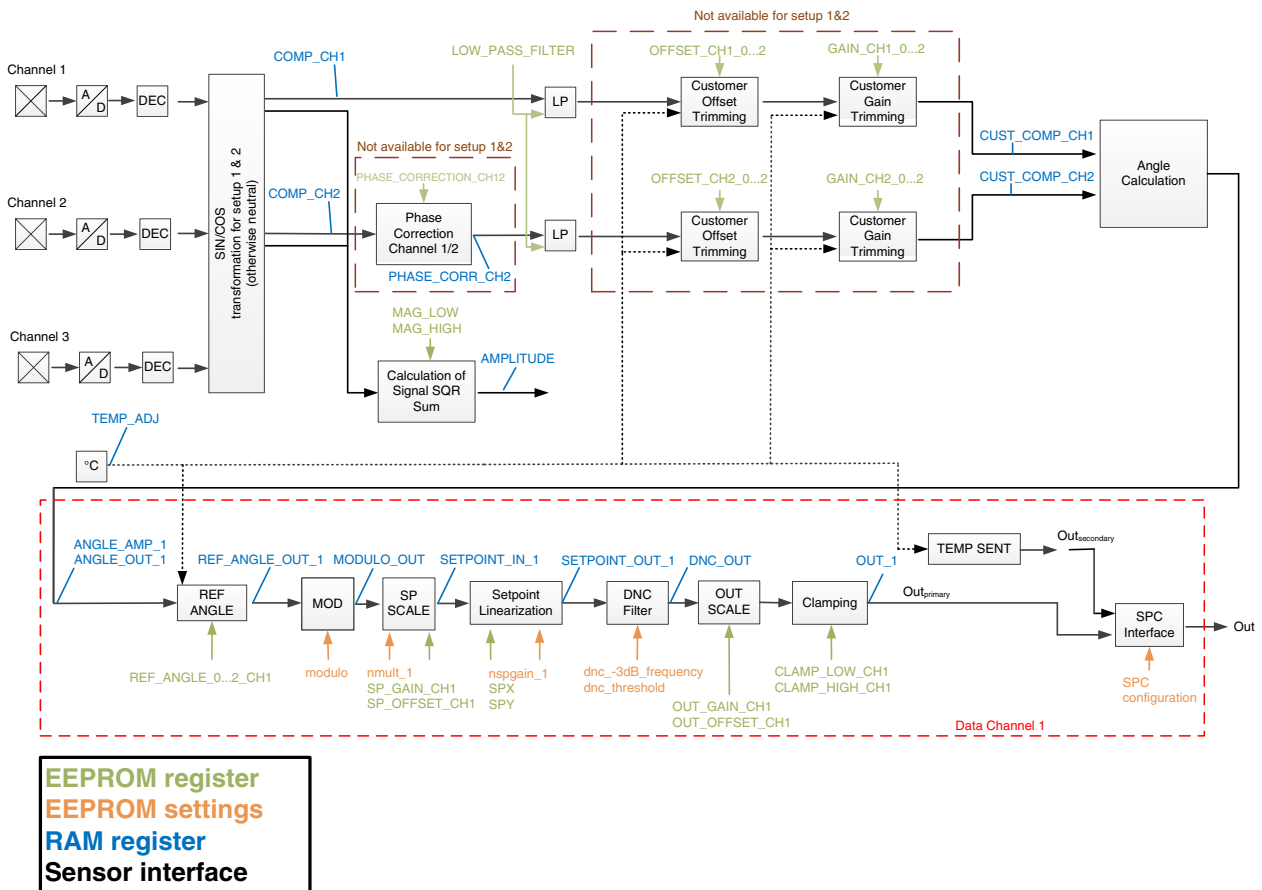 Not available for setup 1&2
LOW_PASS_FILTER
OFFSET_CH1_0...2
GAIN_CH1_0...2
COMP_CH1
Channel 1
A
D
DEC
LP
Customer
Offset
Trimming
Customer
Gain
Trimming
CUST_COMP_CH1
Not available for setup 1&2
PHASE_CORRECTION_CH12
COMP_CH2
OFFSET_CH2_0...2
GAIN_CH2_0...2
CUST_COMP_CH2
Angle
Calculation
Channel 2
A
D
DEC
SIN/COS
transformation for setup 1 & 2
(otherwise neutral)
Phase
Correction
Channel 1/2
PHASE_CORR_CH2
LP
Customer
Offset
Trimming
Customer
Gain
Trimming
MAG_LOW
MAG_HIGH
Channel 3
A
D
DEC
Calculation of
Signal SQR
Sum
AMPLITUDE
TEMP_ADJ
°C
ANGLE_AMP_1
ANGLE_OUT_1
REF_ANGLE_OUT_1
MODULO_OUT
SETPOINT_IN_1
SETPOINT_OUT_1
DNC_OUT
OUT_1
TEMP SENT
Outsecondary
REF
ANGLE
MOD
SP
SCALE
Setpoint
Linearization
DNC
Filter
OUT
SCALE
Clamping
Outprimary
SPC
Interface
Out
REF_ANGLE_0...2_CH1
modulo
nmult_1
SP_GAIN_CH1
SP_OFFSET_CH1
nspgain_1
SPX
SPY
dnc_-3dB_frequency
dnc_threshold
OUT_GAIN_CH1
OUT_OFFSET_CH1
CLAMP_LOW_CH1
CLAMP_HIGH_CH1
SPC
configuration
Data Channel 1
EEPROM register
EEPROM settings
RAM register
Sensor interface